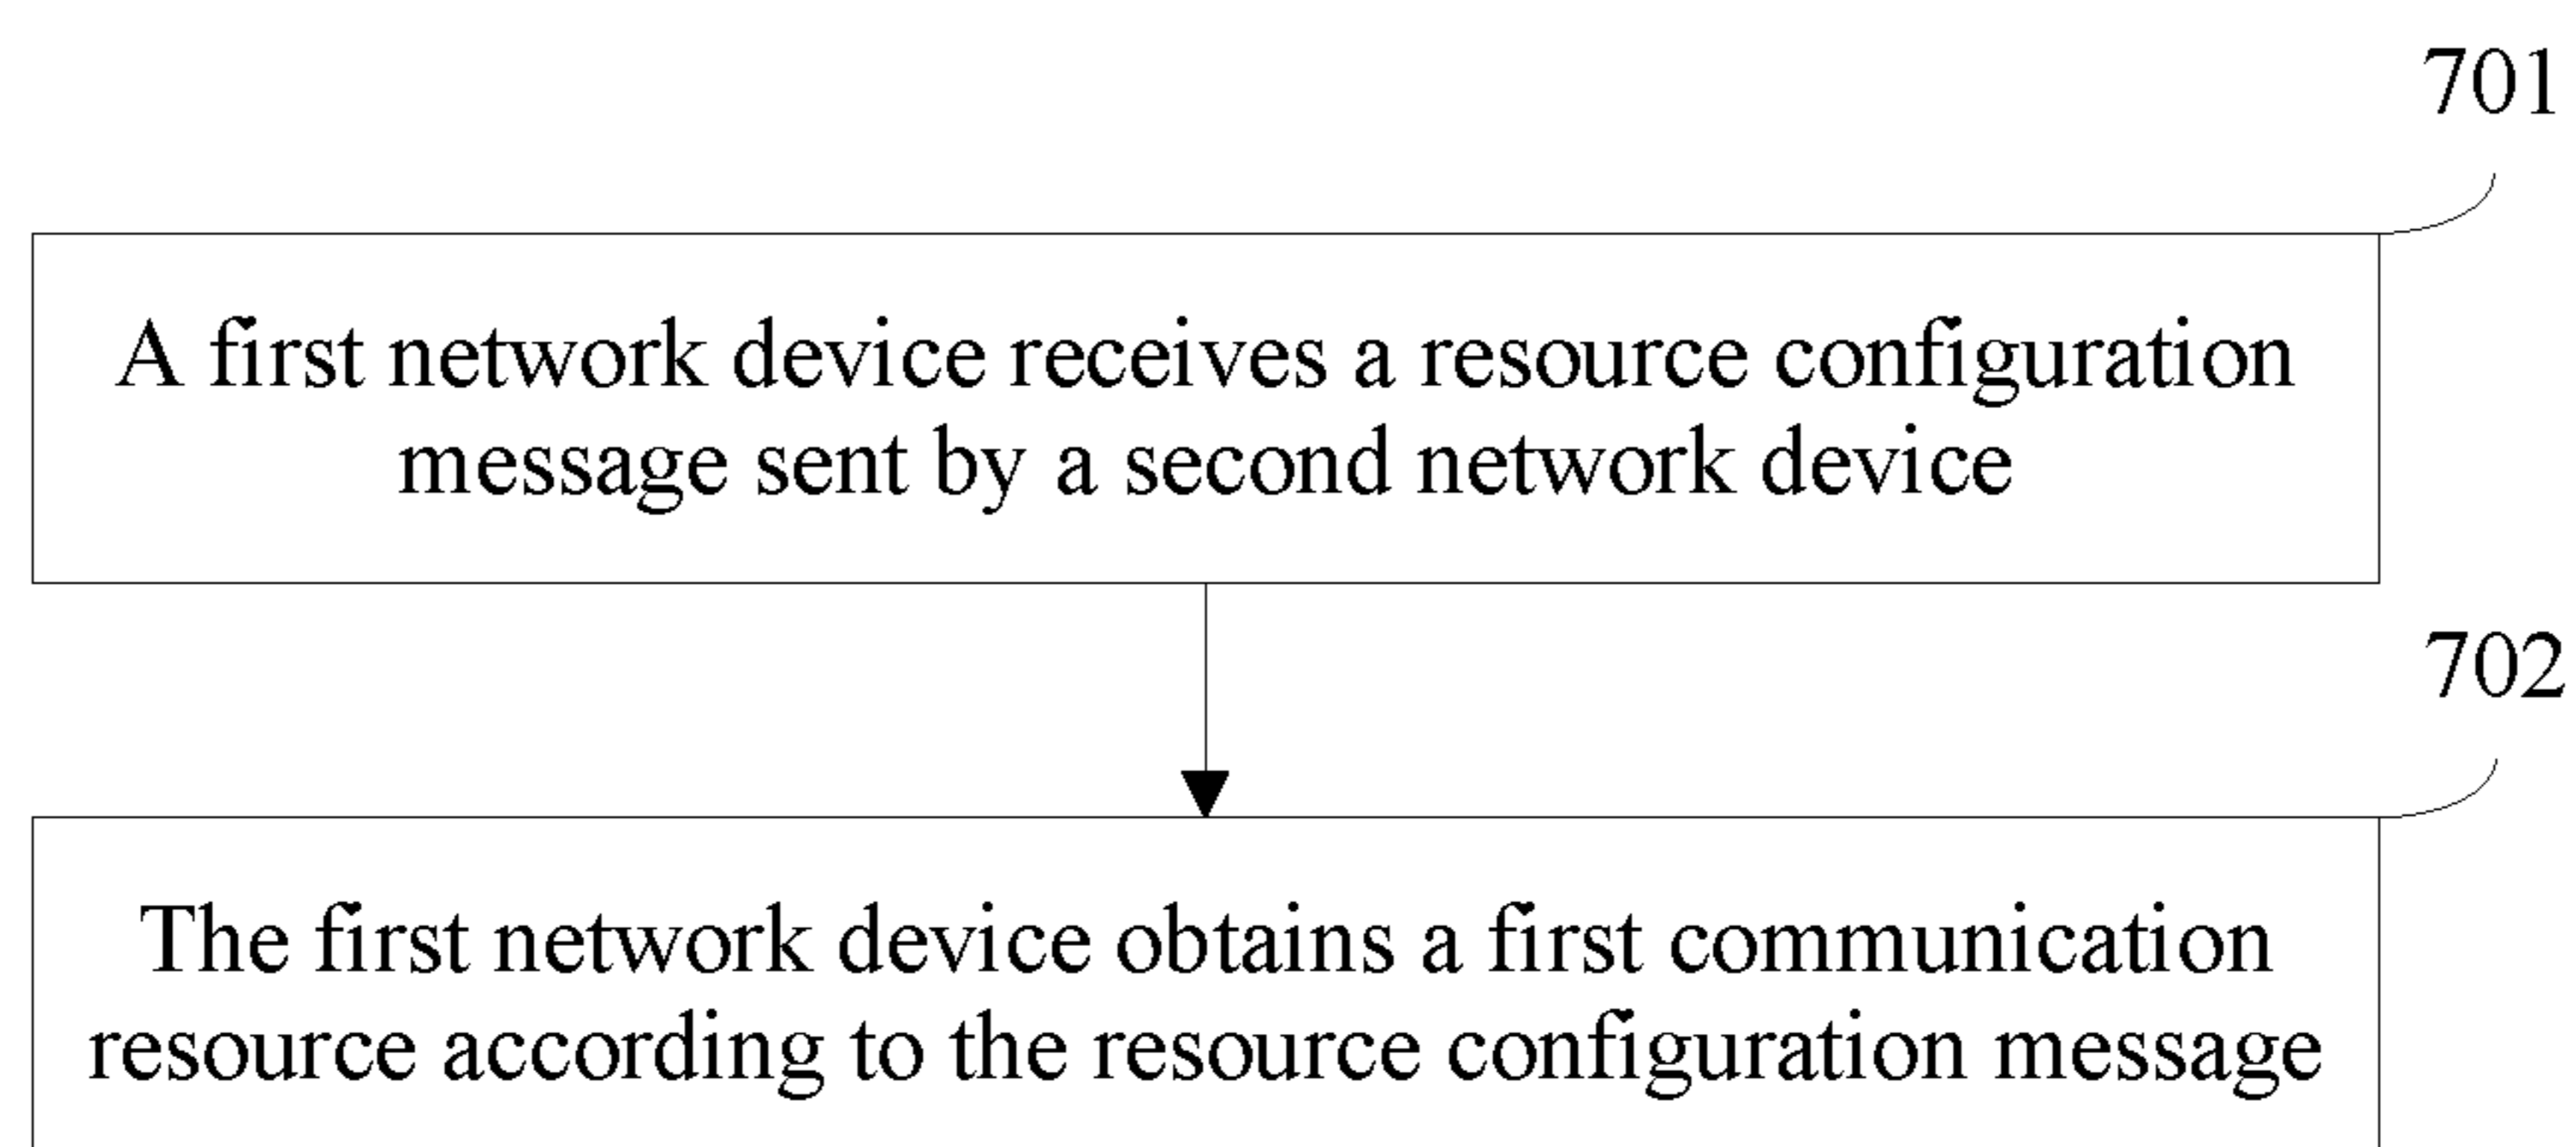 701
A first network device receives a resource configuration
message sent by a second network device
702
The first network device obtains a first communication
resource according to the resource configuration message